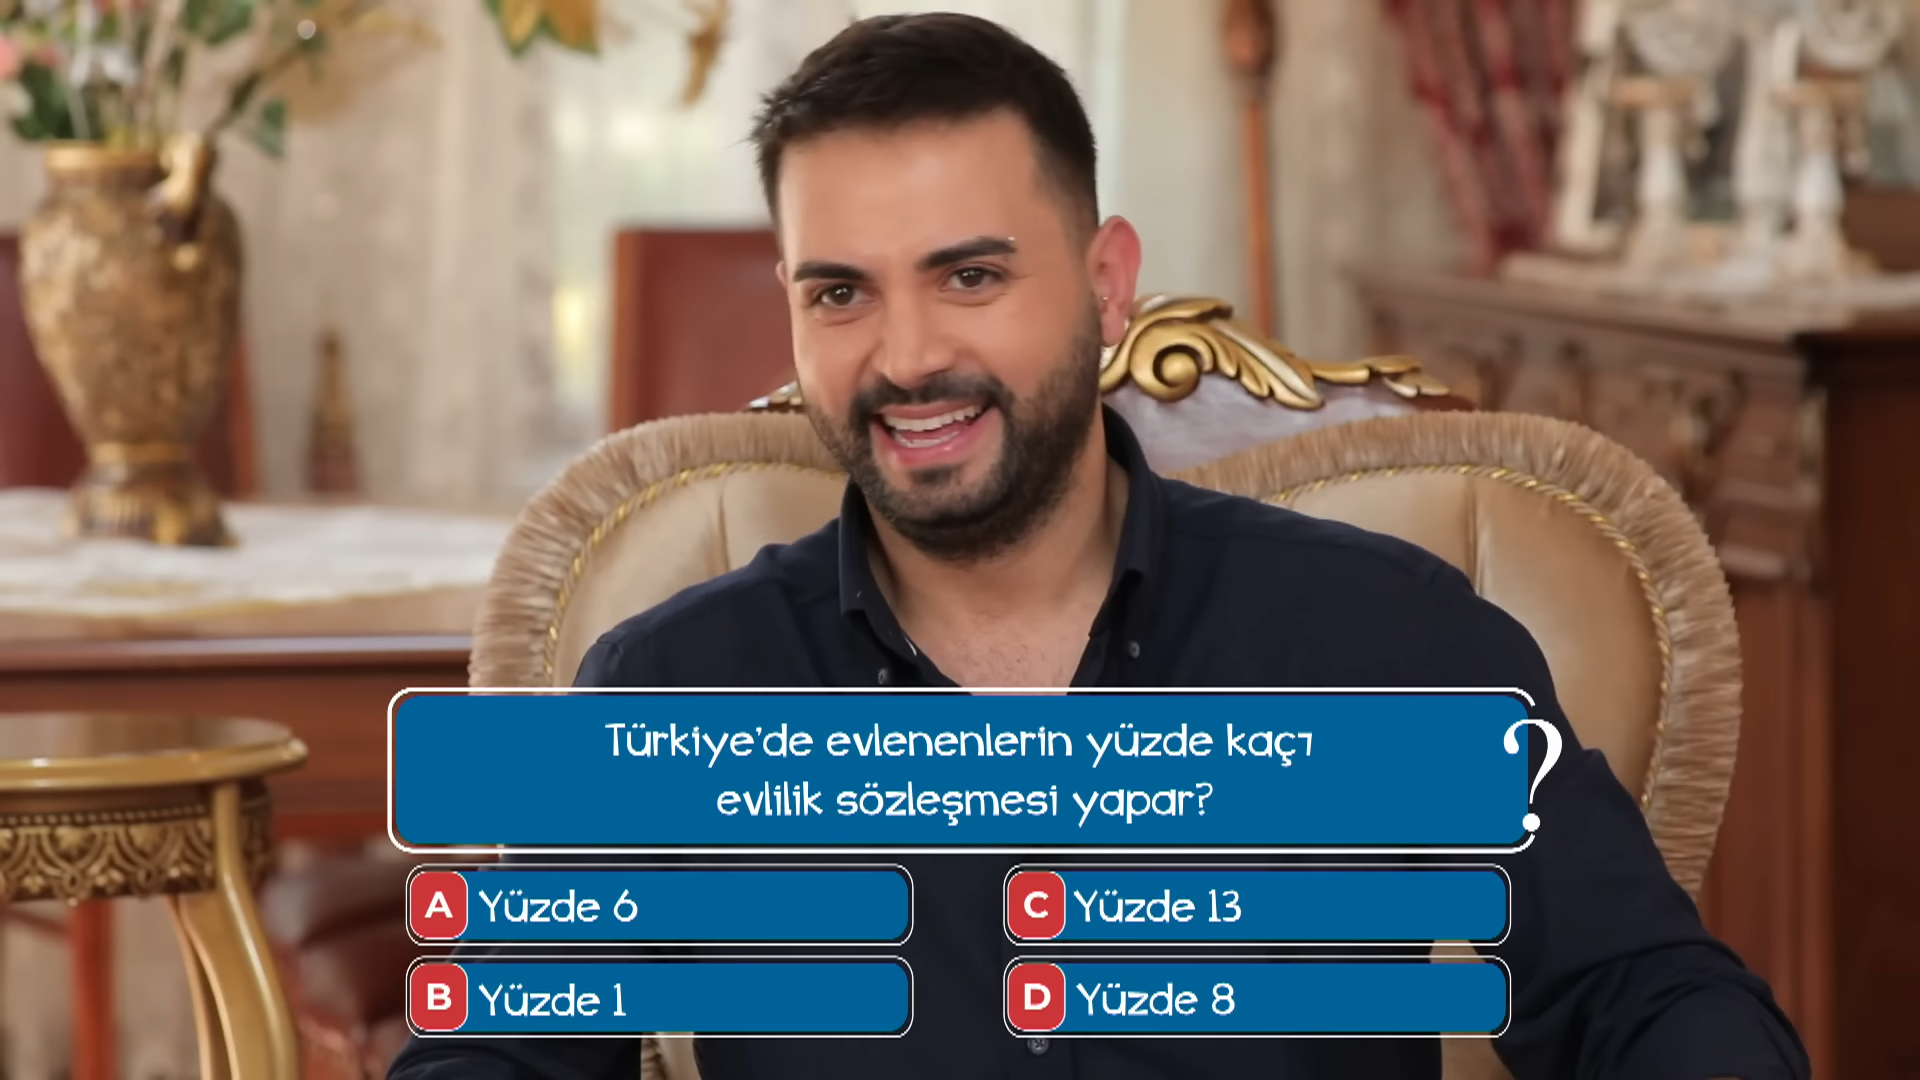 Türkiye'de evlenenlerin yüzde kaçı
evlilik sözleşmesi yapar?
?
A Yüzde 6
B Yüzde 1
C Yüzde 13
D Yüzde 8